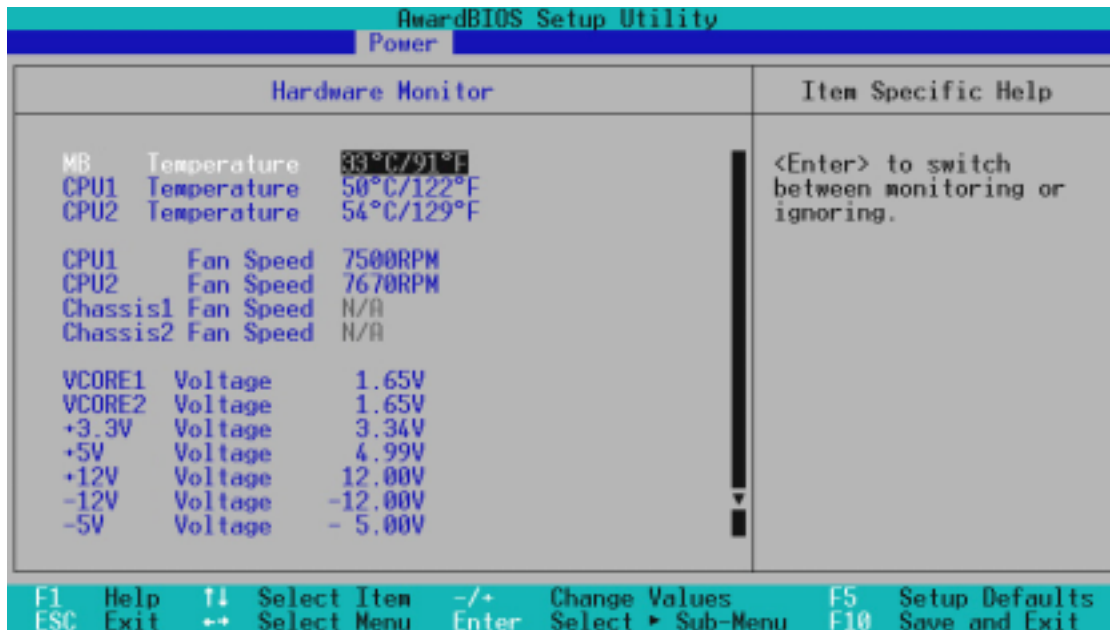 AwardBIOS Setup Utility
Power
Hardware Monitor
Item Specific Help
MB Temperature 33°C/91°F
CPU1 Temperature 50°C/122°F
CPU2 Temperature 54°C/129°F
CPU1 Fan Speed 7500RPM
CPU2 Fan Speed 7670RPM
Chassis1 Fan Speed N/A
Chassis2 Fan Speed N/A
VCORE1 Voltage 1.65V
VCORE2 Voltage 1.65V
+3.3V Voltage 3.34V
+5V Voltage 4.99V
+12V Voltage 12.00V
-12V Voltage -12.00V
-5V Voltage - 5.00V
<Enter> to switch
between monitoring or
ignoring.
F1 Help ↑↓ Select Item -/+ Change Values F5 Setup Defaults
ESC Exit ←→ Select Menu Enter Select ► Sub-Menu F10 Save and Exit